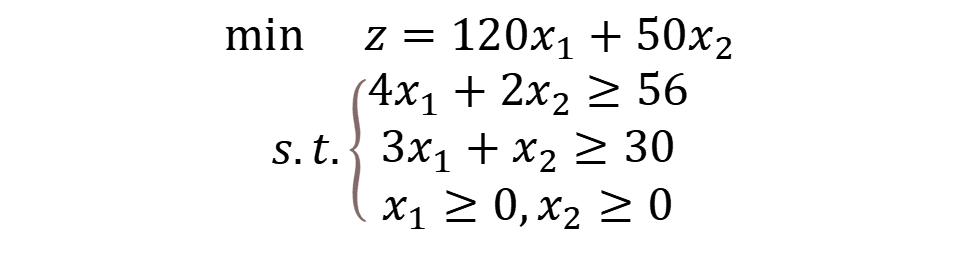 min z = 120x₁ + 50x₂
4x₁ + 2x₂ ≥ 56
s.t. { 3x₁ + x₂ ≥ 30
x₁ ≥ 0, x₂ ≥ 0